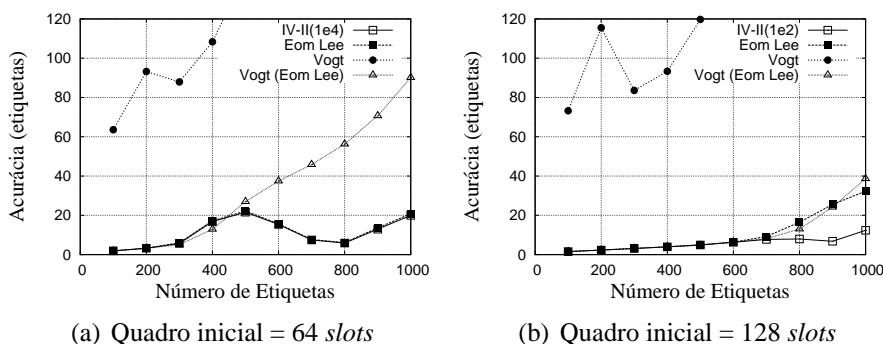 120
100
80
60
40
20
0
0
200
400
600
800
1000
Acurácia (etiquetas)
Número de Etiquetas
IV-II(1e4)
Eom Lee
Vogt
Vogt (Eom Lee)
(a) Quadro inicial = 64 slots
120
100
80
60
40
20
0
0
200
400
600
800
1000
Acurácia (etiquetas)
Número de Etiquetas
IV-II(1e2)
Eom Lee
Vogt
Vogt (Eom Lee)
(b) Quadro inicial = 128 slots